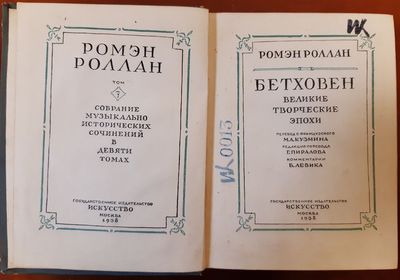 РОМЭН
РОЛЛАН
ТОМ
7
СОБРАНИЕ
МУЗЫКАЛЬНО
ИСТОРИЧЕСКИХ
СОЧИНЕНИЙ
В
ДЕВЯТИ
ТОМАХ
ГОСУДАРСТВЕННОЕ ИЗДАТЕЛЬСТВО
ИСКУССТВО
МОСКВА
1938
РОМЭН РОЛЛАН
БЕТХОВЕН
ВЕЛИКИЕ
ТВОРЧЕСКИЕ
ЭПОХИ
ПЕРЕВОД С ФРАНЦУЗСКОГО
М.А.КУЗМИНА
РЕДАКЦИЯ ПЕРЕВОДА
Г.ПИРАЛОВА
КОММЕНТАРИИ
Б.ЛЕВИКА
ГОСУДАРСТВЕННОЕ ИЗДАТЕЛЬСТВО
ИСКУССТВО
МОСКВА
1938